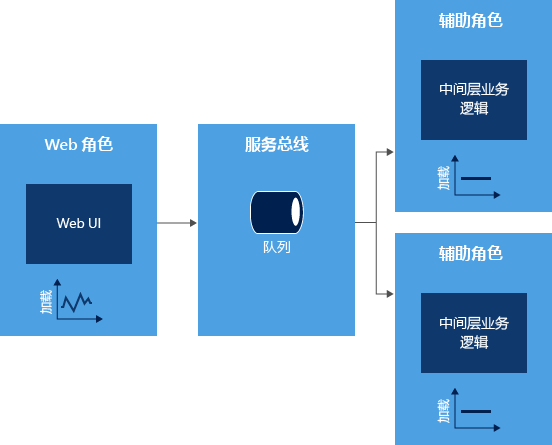 Web 角色
Web UI
加载
服务总线
队列
辅助角色
中间层业务
逻辑
加载
辅助角色
中间层业务
逻辑
加载